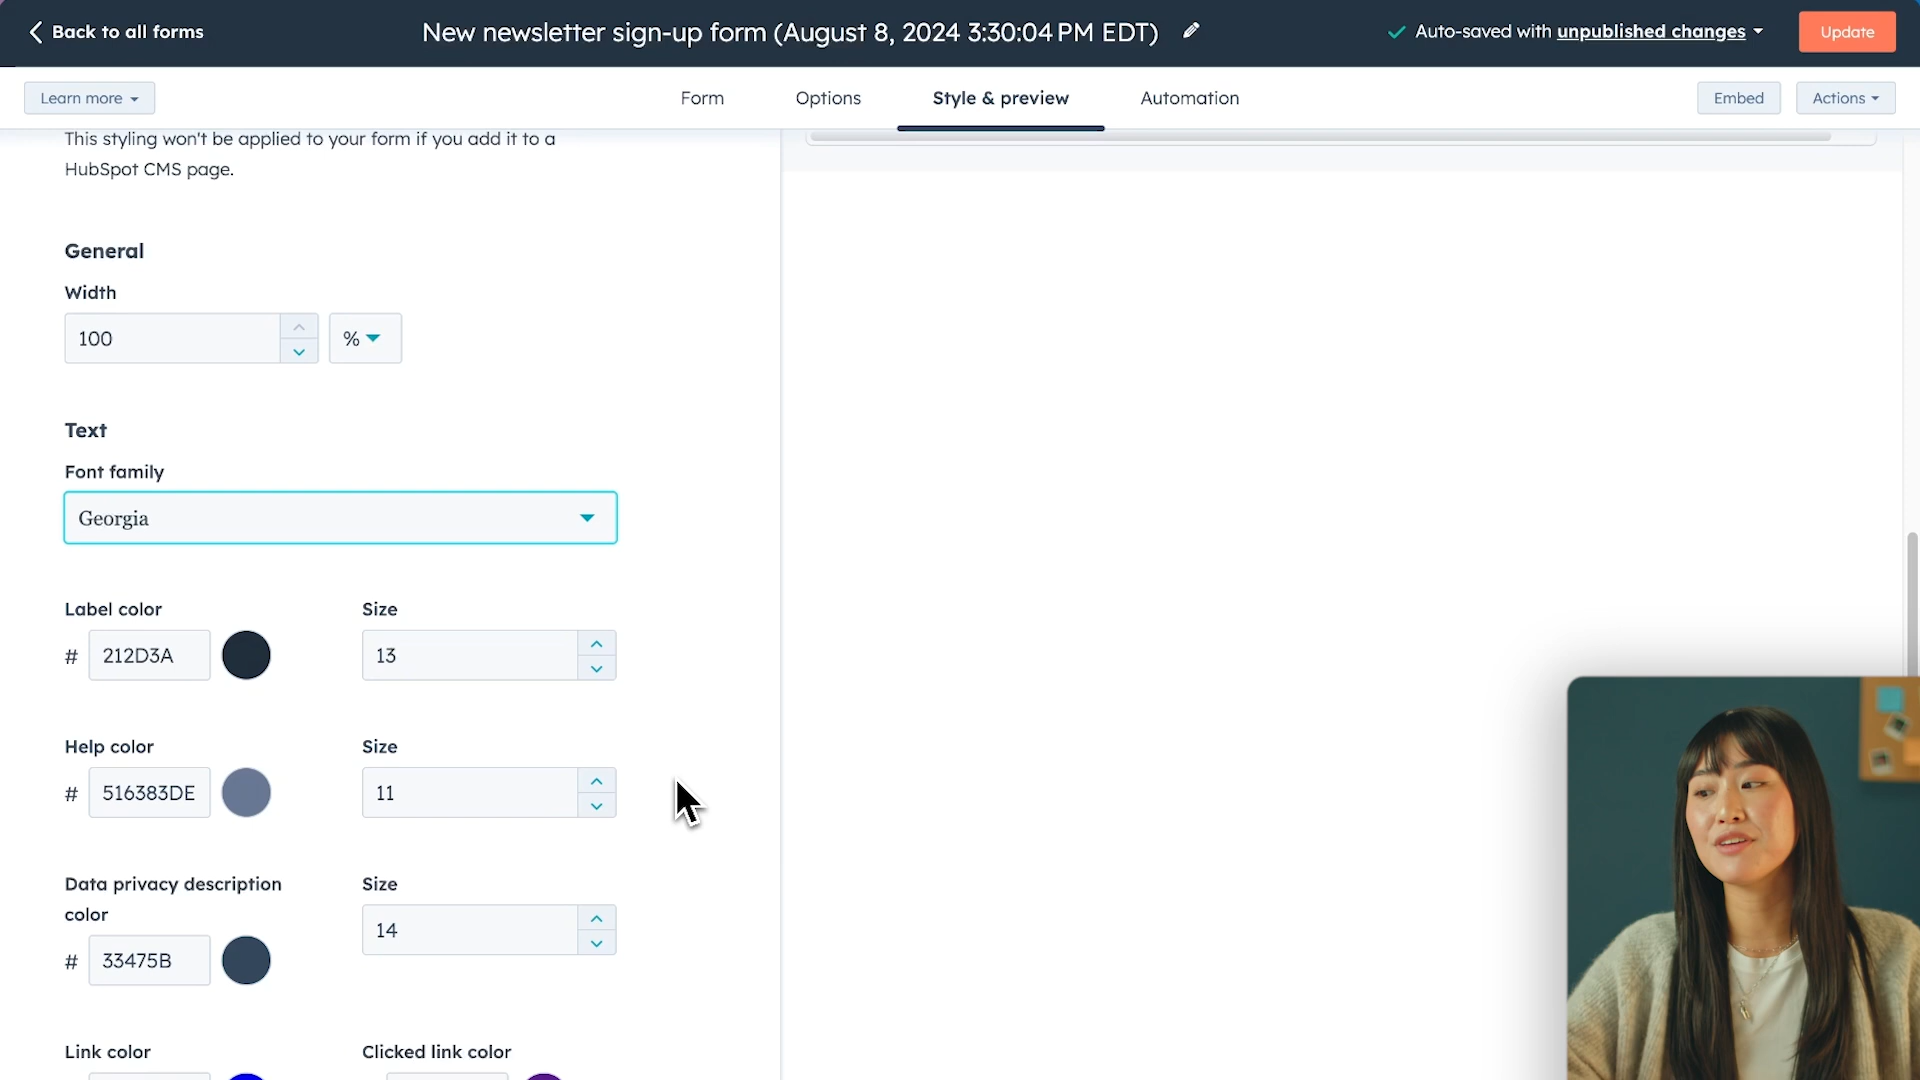 Back to all forms
New newsletter sign-up form (August 8, 2024 3:30:04 PM EDT)
Auto-saved with unpublished changes
Update
Learn more
Form
Options
Style & preview
Automation
Embed
Actions
This styling won't be applied to your form if you add it to a
HubSpot CMS page.
General
Width
100
%
Text
Font family
Georgia
Label color
Size
# 212D3A
13
Help color
Size
# 516383DE
11
Data privacy description
color
Size
14
# 33475B
Link color
Clicked link color